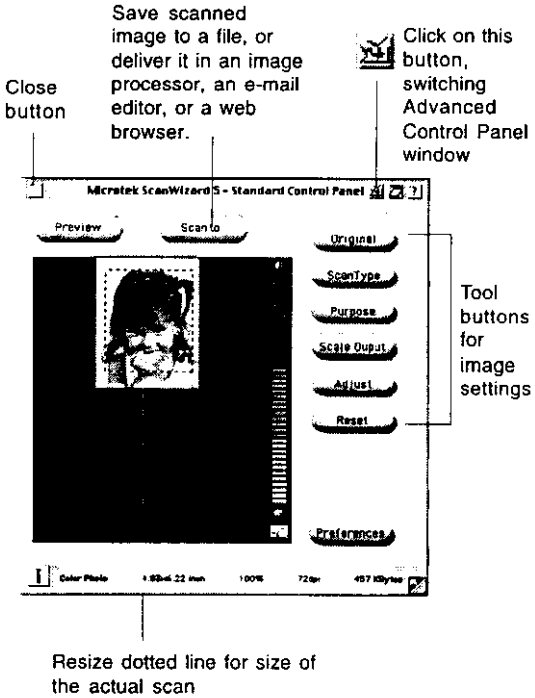 Save scanned
image to a file, or
deliver it in an image
processor, an e-mail
editor, or a web
browser.
Click on this
button,
switching
Advanced
Control Panel
window
Close
button
Microtek ScanWizard 5 - Standard Control Panel ?
Preview
Scan to
Original
ScanType
Purpose
Scale Ouput
Adjust
Reset
Tool
buttons
for
image
settings
Preferences
Color Photo 100% 72dpi 457 KBytes
Resize dotted line for size of
the actual scan